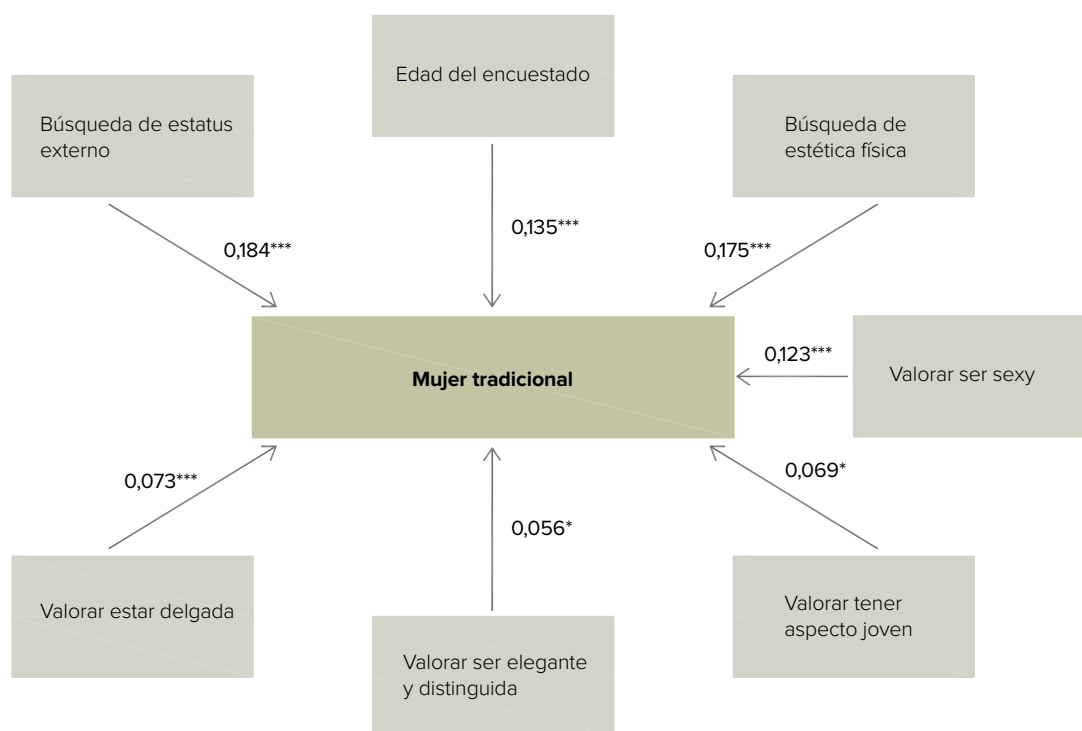 Edad del encuestado
Búsqueda de estatus
externo
Búsqueda de
estética física
0,184***
0,135***
0,175***
Mujer tradicional
0,123***
Valorar ser sexy
0,073***
0,056*
0,069*
Valorar estar delgada
Valorar ser elegante
y distinguida
Valorar tener
aspecto joven